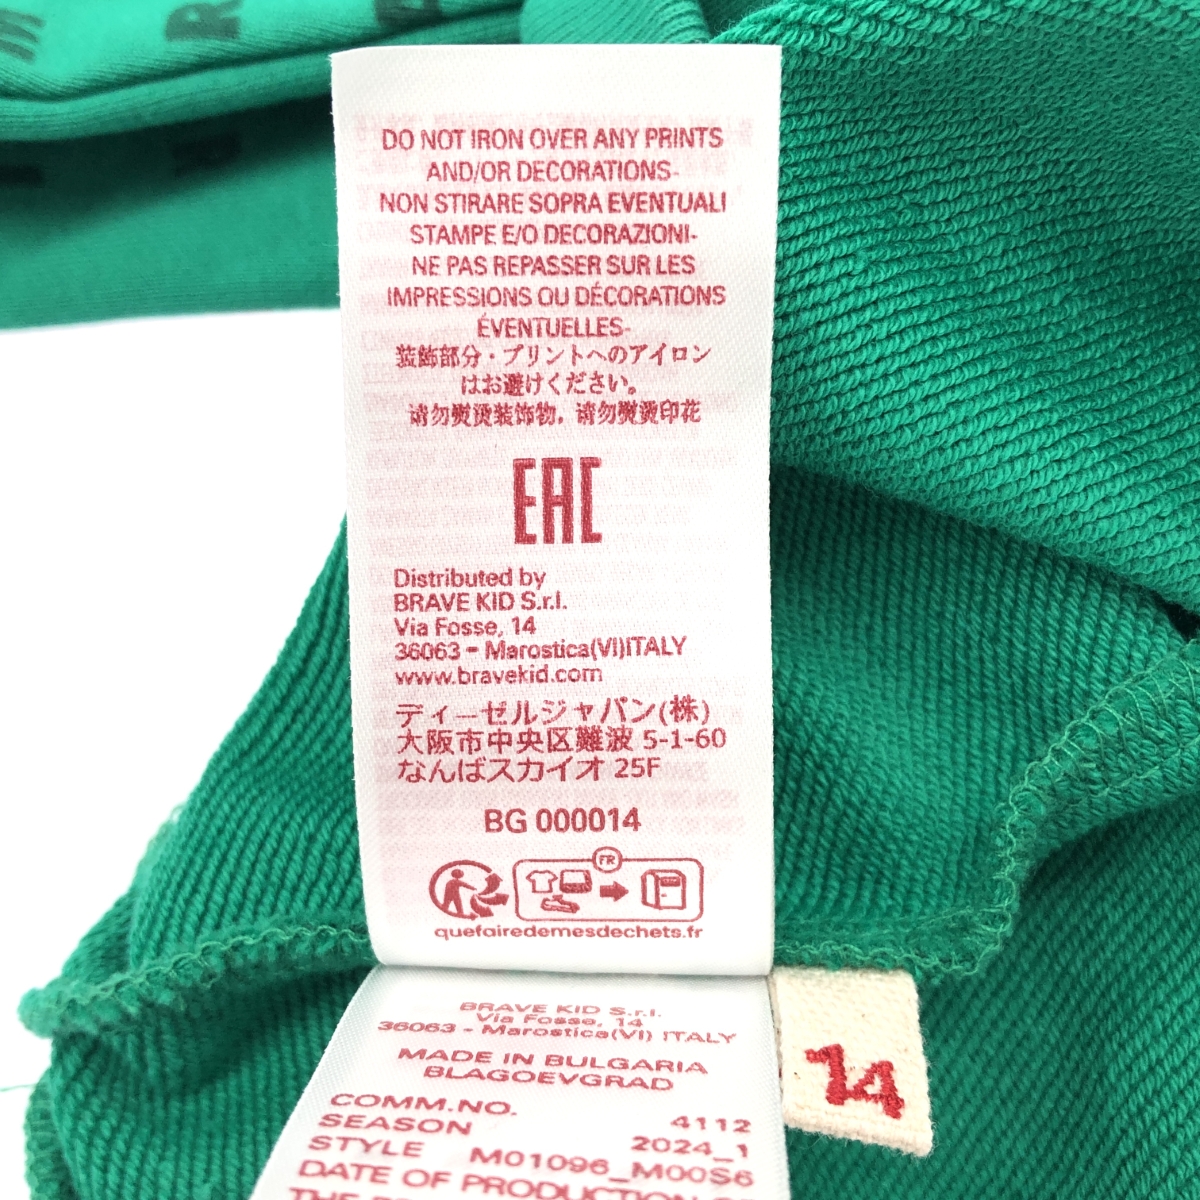 DO NOT IRON OVER ANY PRINTS
AND/OR DECORATIONS-
NON STIRARE SOPRA EVENTUALI
STAMPE E/O DECORAZIONI-
NE PAS REPASSER SUR LES
IMPRESSIONS OU DÉCORATIONS
ÉVENTUELLES-
装飾部分・プリントへのアイロン
はお避けください。
请勿熨烫装饰物，请勿熨烫印花
EAC
Distributed by
BRAVE KID S.r.l.
Via Fosse, 14
36063 - Marostica(VI)ITALY
www.bravekid.com
ディーゼルジャパン(株)
大阪市中央区難波 5-1-60
なんばスカイオ 25F
BG 000014
FR
quefairedemesdechets.fr
BRAVE KID S.r.l.
Via Fosse, 14
36063 - Marostica(VI) ITALY
MADE IN BULGARIA
BLAGOEVGRAD
COMM.NO. 4112
SEASON 2024_1
STYLE M01096_M00S6
DATE OF PRODUCTION
14